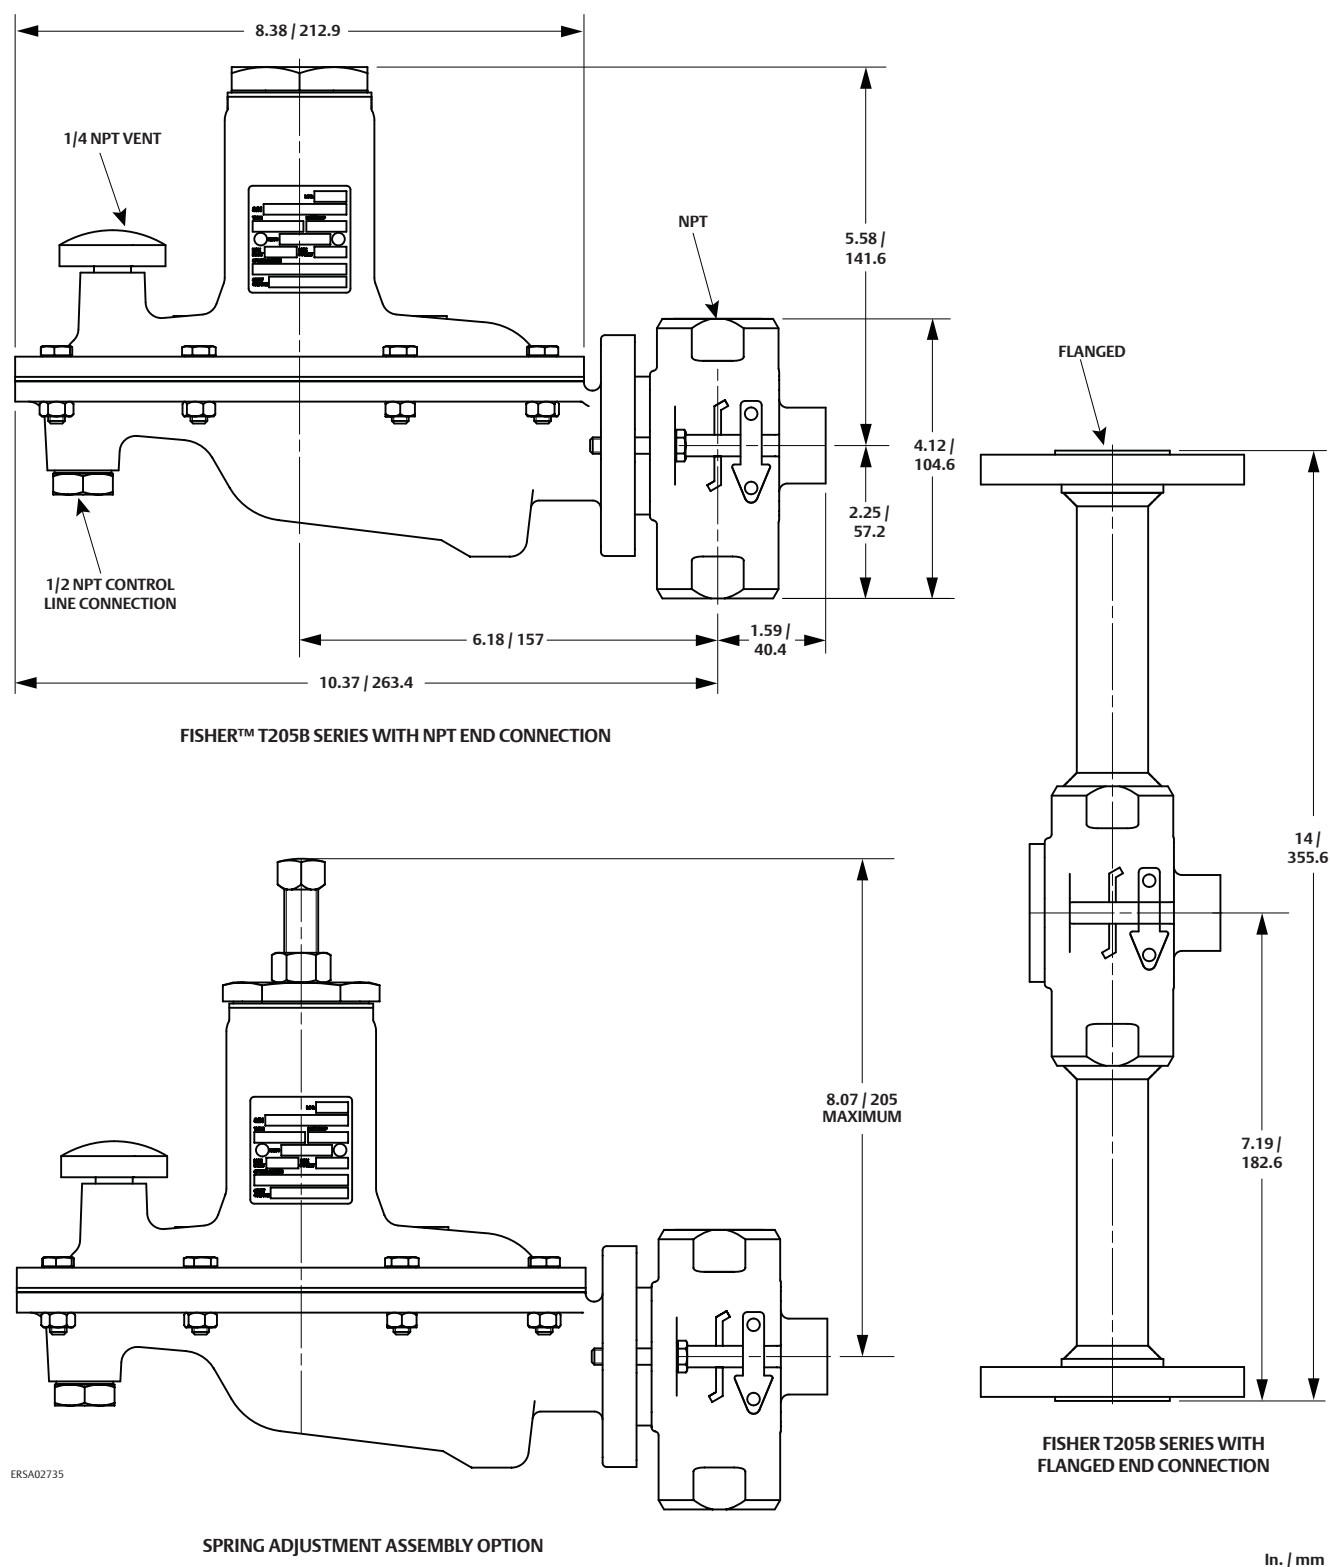 8.38 / 212.9
1/4 NPT VENT
NPT
5.58 /
141.6
4.12 /
104.6
2.25 /
57.2
1/2 NPT CONTROL
LINE CONNECTION
6.18 / 157
1.59 /
40.4
10.37 / 263.4
FISHER™ T205B SERIES WITH NPT END CONNECTION
FLANGED
14 /
355.6
7.19 /
182.6
FISHER T205B SERIES WITH
FLANGED END CONNECTION
8.07 / 205
MAXIMUM
ERSA02735
SPRING ADJUSTMENT ASSEMBLY OPTION
In. / mm